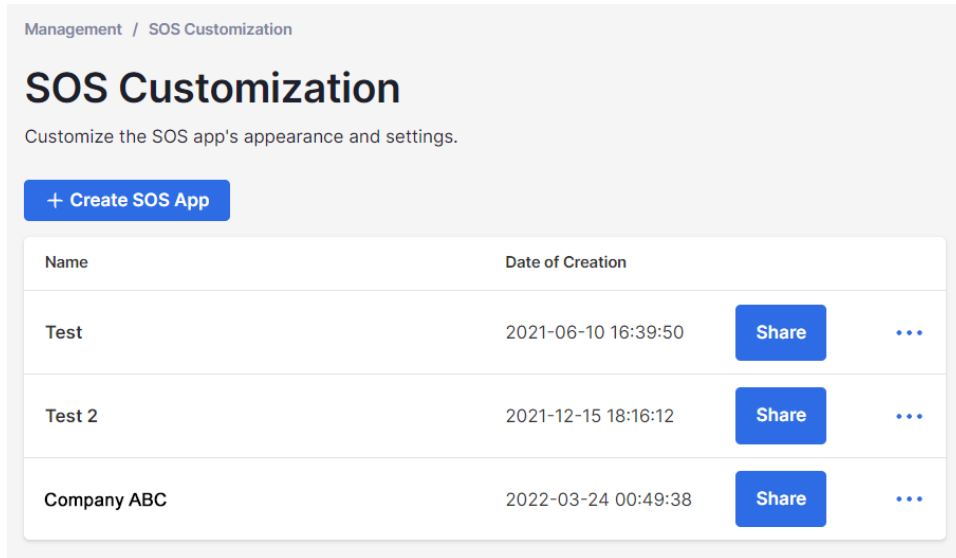 Management / SOS Customization
SOS Customization
Customize the SOS app's appearance and settings.
+ Create SOS App
Name Date of Creation
Test 2021-06-10 16:39:50 Share ...
Test 2 2021-12-15 18:16:12 Share ...
Company ABC 2022-03-24 00:49:38 Share ...